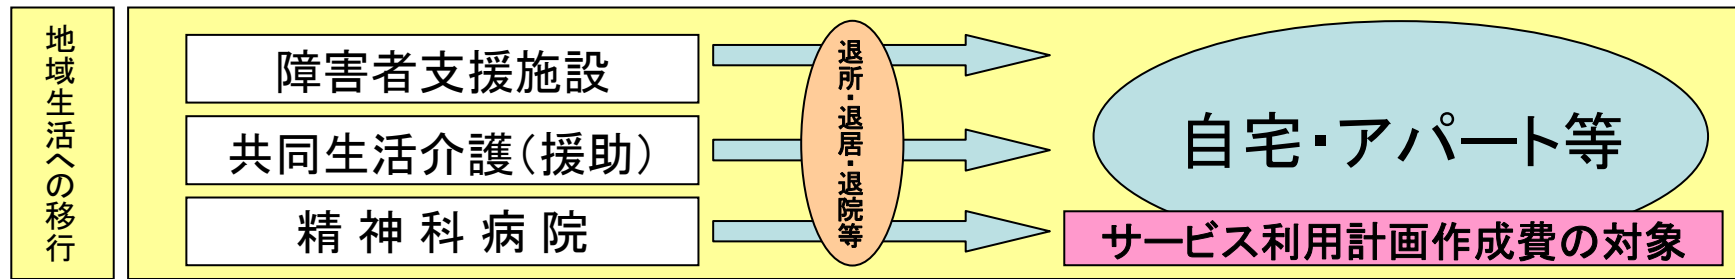 地域生活への移行
障害者支援施設
共同生活介護(援助)
精神科病院
退所・退居・退院等
自宅・アパート等
サービス利用計画作成費の対象